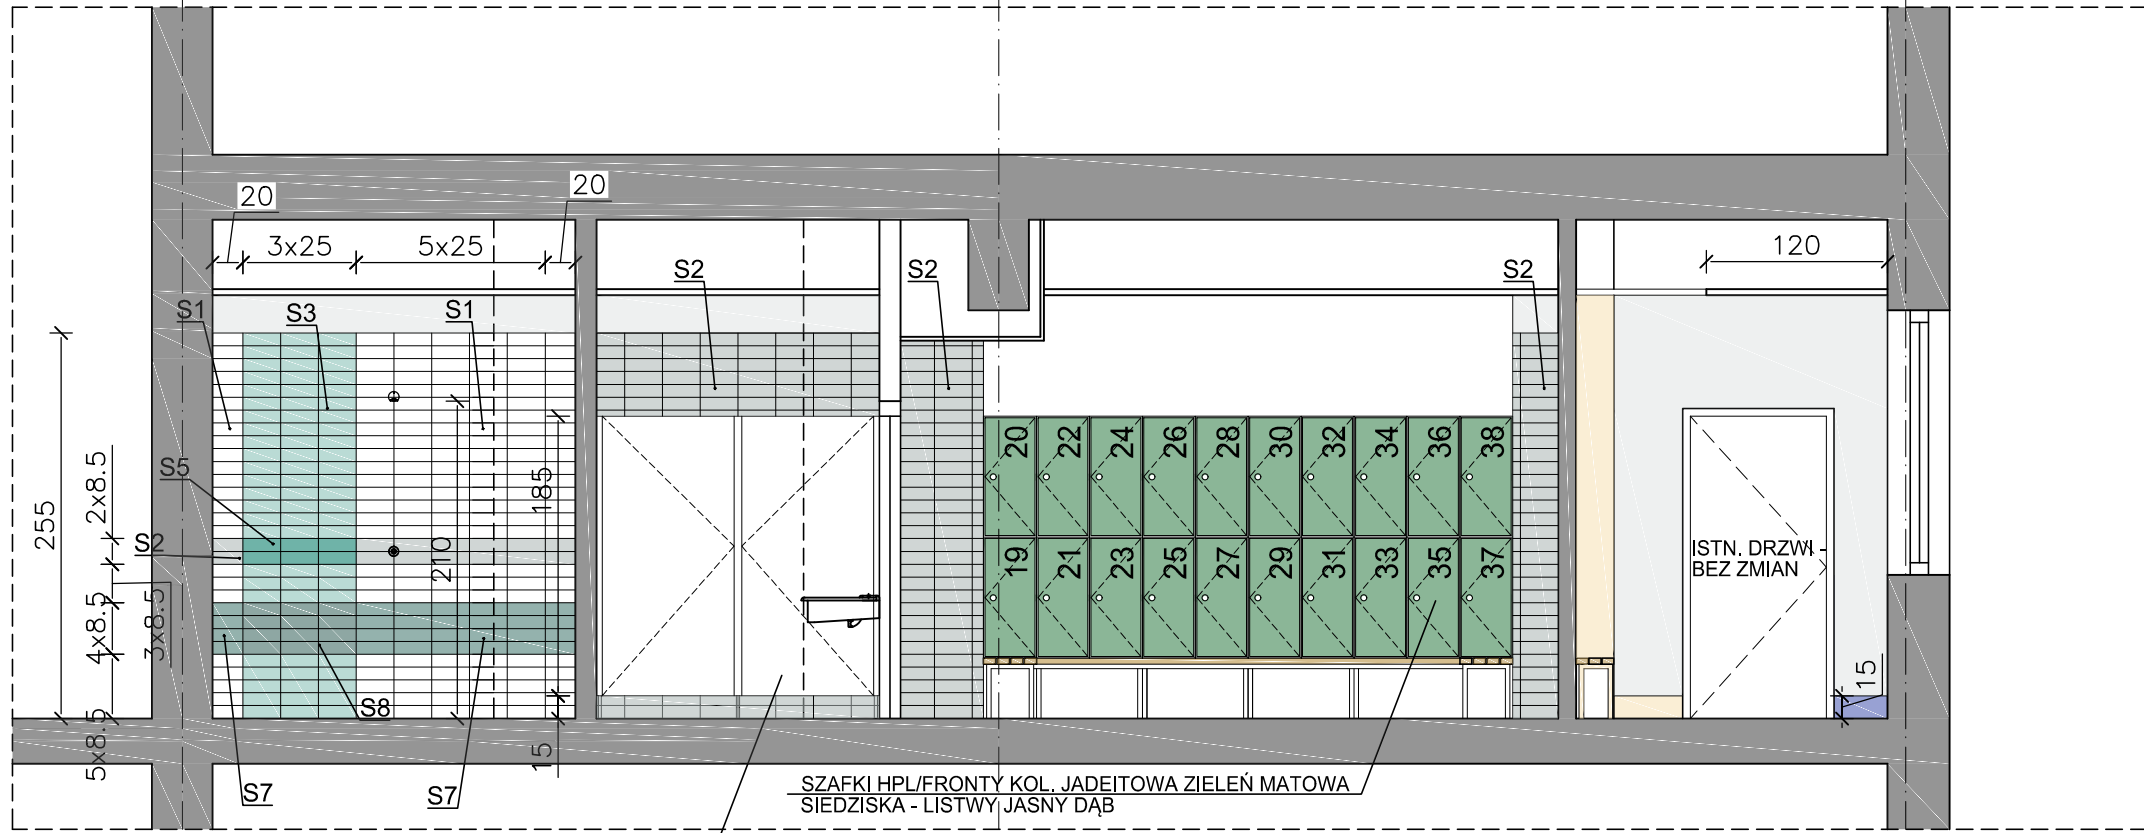 20
20
3x25
5x25
120
S2
S2
S2
S1
S3
S1
S5
S2
255
2x8.5
3x8.5
4x8.5
5x8.5
210
185
15
15
20 22 24 26 28 30 32 34 36 38
19 21 23 25 27 29 31 33 35 37
ISTN. DRZWI -
BEZ ZMIAN
S8
S7
S7
SZAFKI HPL/FRONTY KOL. JADEITOWA ZIELEŃ MATOWA
SIEDZISKA - LISTWY JASNY DĄB